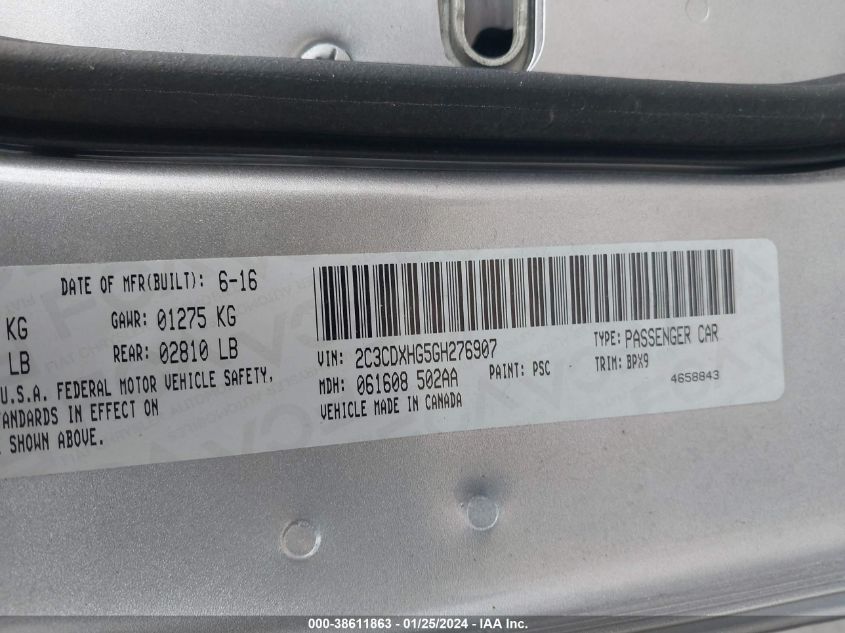 DATE OF MFR(BUILT): 6-16
KG GAWR: 01275 KG
LB REAR: 02810 LB
U.S.A. FEDERAL MOTOR VEHICLE SAFETY,
STANDARDS IN EFFECT ON
SHOWN ABOVE.
VIN: 2C3CDXHG5GH276907 TYPE: PASSENGER CAR
MDH: 061608 502AA PAINT: PSC TRIM: BPX9
VEHICLE MADE IN CANADA 4658843
000-38611863 - 01/25/2024 - IAA Inc.